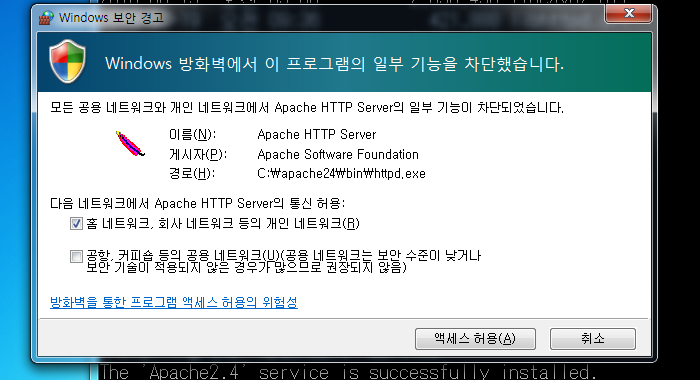 Windows 보안 경고
Windows 방화벽에서 이 프로그램의 일부 기능을 차단했습니다.
모든 공용 네트워크와 개인 네트워크에서 Apache HTTP Server의 일부 기능이 차단되었습니다.
이름(N): Apache HTTP Server
게시자(P): Apache Software Foundation
경로(H): C:₩apache24₩bin₩httpd.exe
다음 네트워크에서 Apache HTTP Server의 통신 허용:
홈 네트워크, 회사 네트워크 등의 개인 네트워크(R)
공항, 커피숍 등의 공용 네트워크(U)(공용 네트워크는 보안 수준이 낮거나
보안 기술이 적용되지 않은 경우가 많으므로 권장되지 않음)
방화벽을 통한 프로그램 액세스 허용의 위험성
액세스 허용(A) 취소
The 'Apache2.4' service is successfully installed.